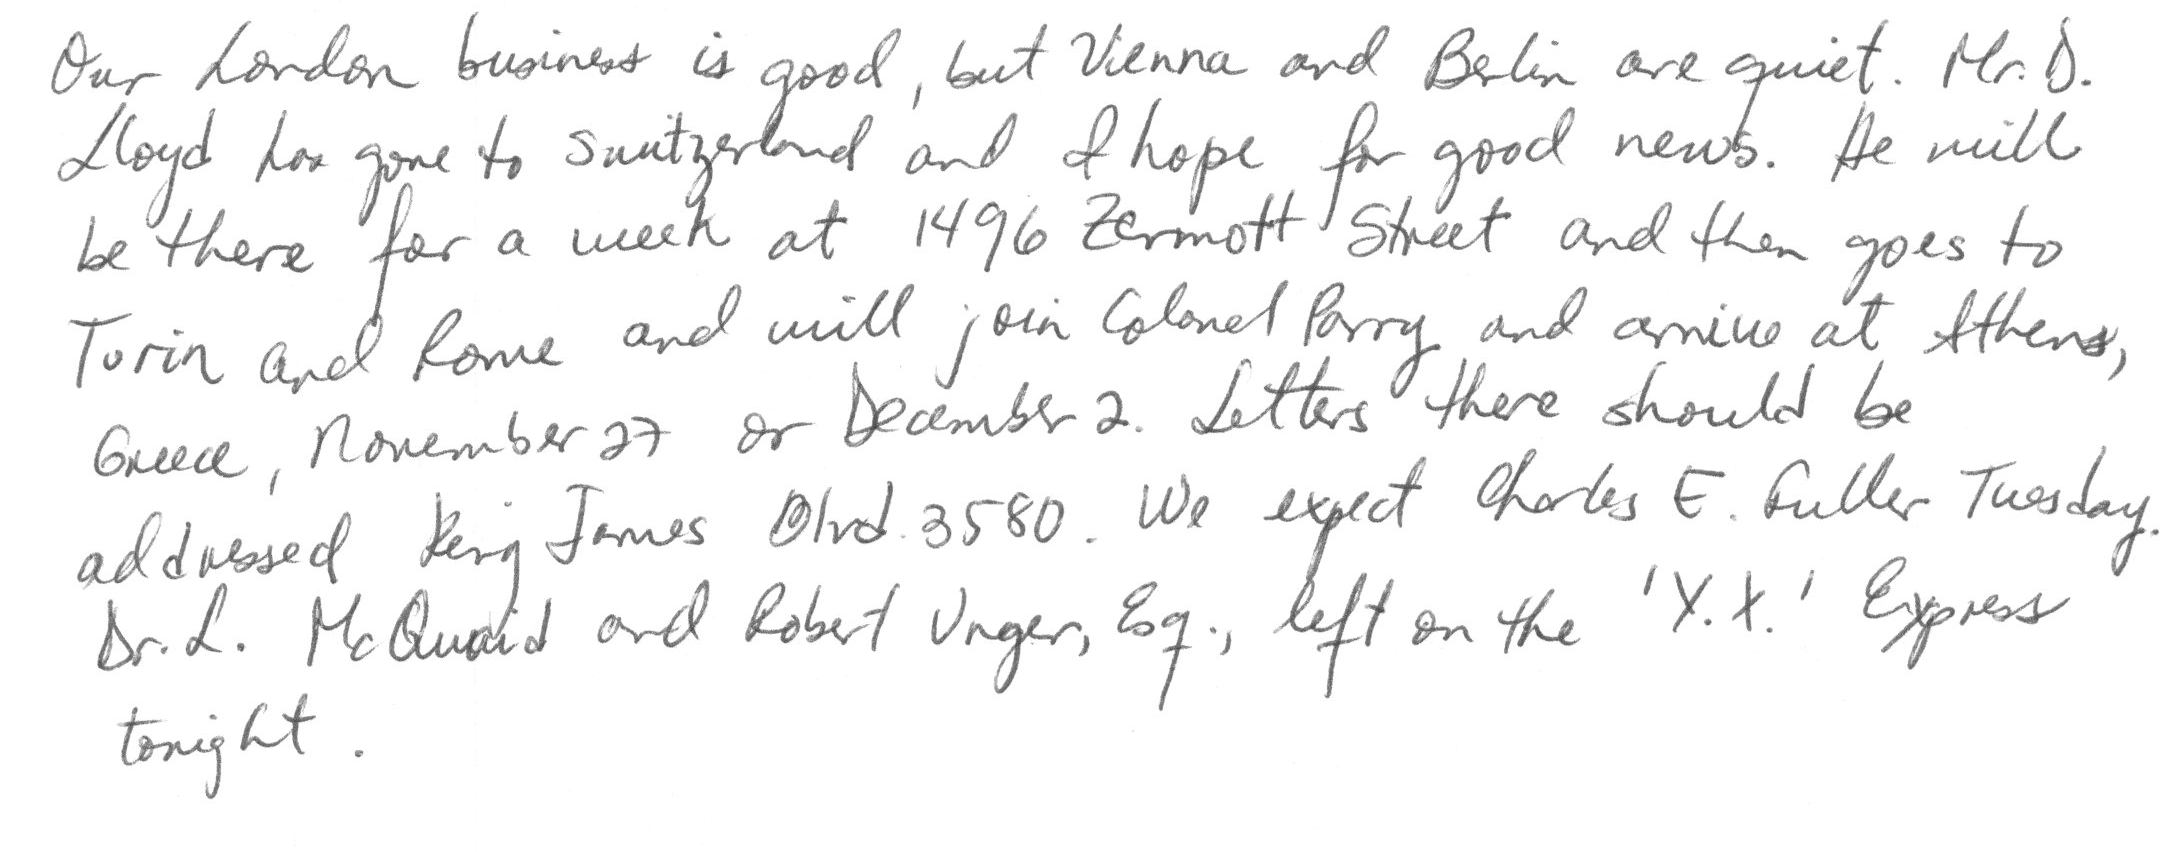 Our London business is good, but Vienna and Berlin are quiet. Mr. D.
Lloyd has gone to Switzerland and I hope for good news. He will
be there for a week at 1496 Zermott Street and then goes to
Turin and Rome and will join Colonel Parry and arrive at Athens,
Greece, November 27 or December 2. Letters there should be
addressed King James Blvd. 3580. We expect Charles E. Fuller Tuesday.
Dr. L. McQuaid and Robert Unger, Esq., left on the 'Y.X.' Express
tonight.